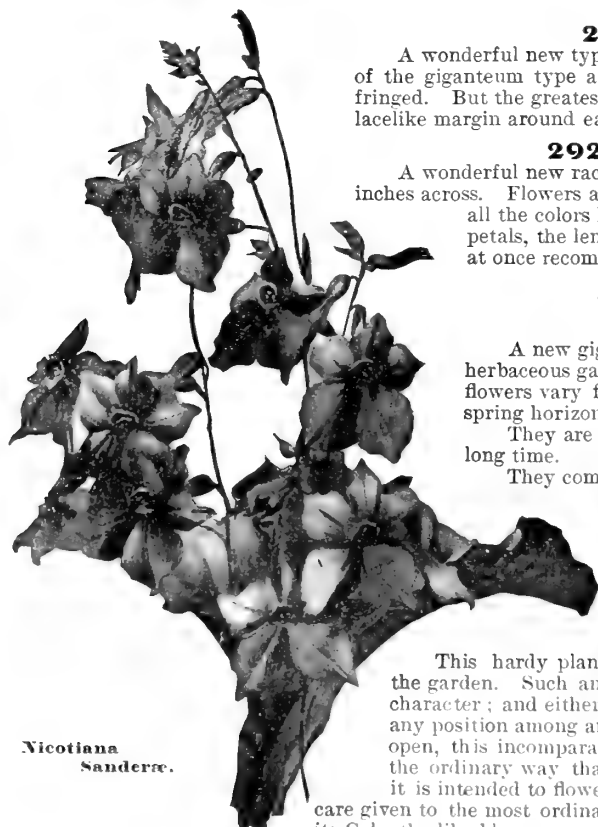 2
A wonderful new typ
of the giganteum type a
fringed. But the greates
lacelike margin around ea
292
A wonderful new rac
inches across. Flowers a
all the colors
petals, the len
at once recom
A new gig
herbaceous ga
flowers vary f
spring horizon
They are
long time.
They com
This hardy plan
the garden. Such an
character; and either
any position among a
open, this incompara
the ordinary way tha
it is intended to flowe
care given to the most ordina
Nicotiana
Sanderæ.